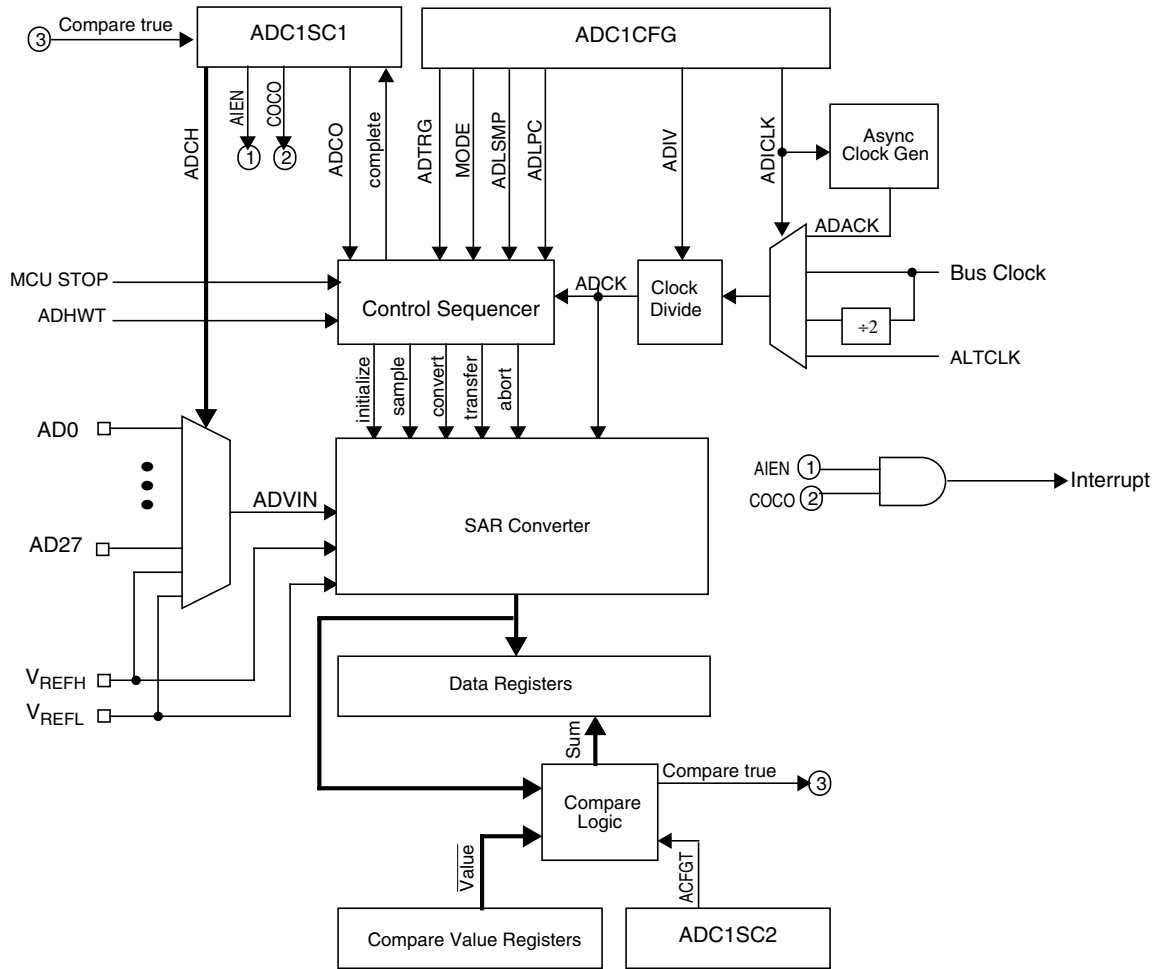 3 Compare true
ADC1SC1
ADC1CFG
ADCH
AIEN
1
COCO
2
ADCO
complete
ADTRG
MODE
ADLSMP
ADLPC
ADIV
ADICLK
Async
Clock Gen
ADACK
MCU STOP
ADHWT
Control Sequencer
ADCK
Clock
Divide
Bus Clock
÷2
ALTCLK
initialize
sample
convert
transfer
abort
AD0
AD27
ADVIN
SAR Converter
AIEN 1
COCO 2
Interrupt
VREFH
VREFL
Data Registers
Sum
Compare true
3
Compare
Logic
Value
ACFGT
Compare Value Registers
ADC1SC2